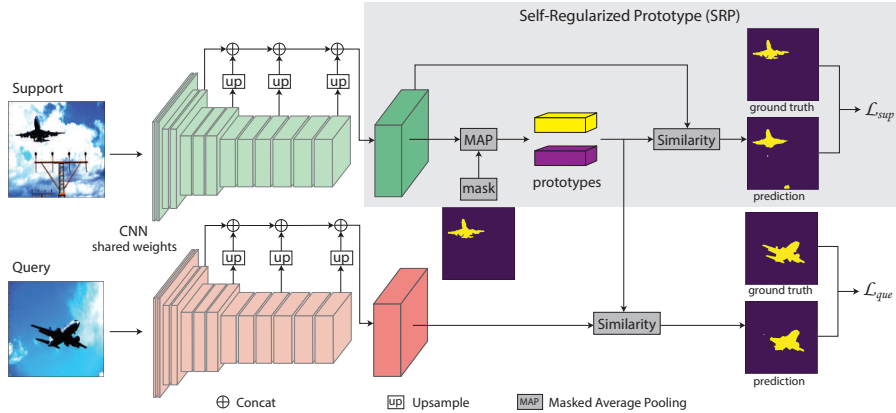 Self-Regularized Prototype (SRP)
Support
up
up
up
ground truth
ℒsup
MAP
Similarity
mask
prototypes
prediction
CNN
shared weights
Query
up
up
up
ground truth
ℒque
Similarity
prediction
Concat
up Upsample
MAP Masked Average Pooling